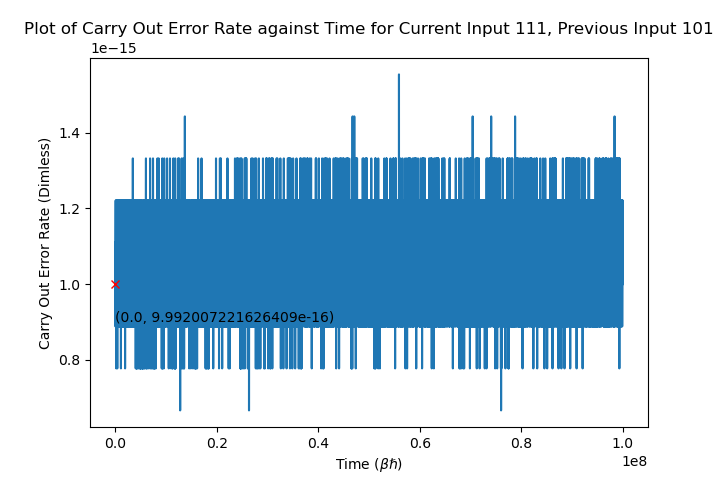 Plot of Carry Out Error Rate against Time for Current Input 111, Previous Input 101
1e−15
1.4
1.2
1.0
0.8
Carry Out Error Rate (Dimless)
(0.0, 9.992007221626409e-16)
0.0 0.2 0.4 0.6 0.8 1.0
1e8
Time (βℏ)